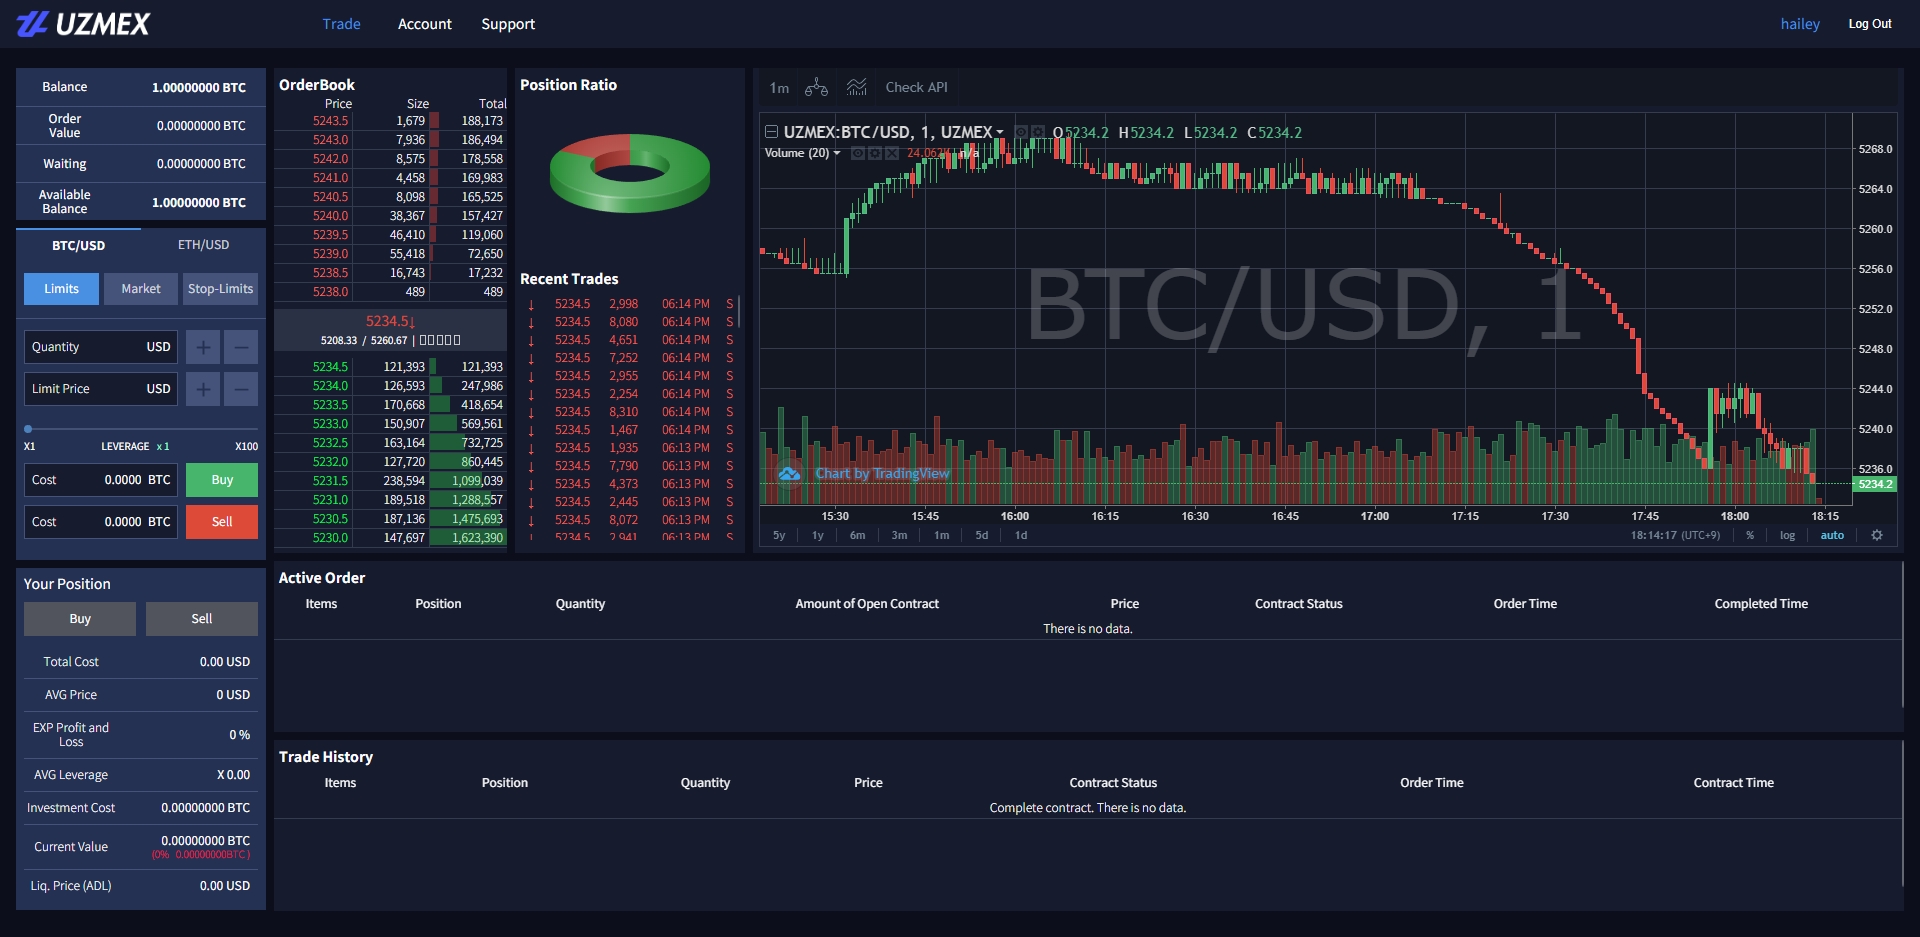 UZMEX
Trade Account Support
hailey Log Out
Balance 1.00000000 BTC
Order Value 0.00000000 BTC
Waiting 0.00000000 BTC
Available Balance 1.00000000 BTC
BTC/USD ETH/USD
Limits Market Stop-Limits
Quantity USD + −
Limit Price USD + −
X1 LEVERAGE x 1 X100
Cost 0.0000 BTC Buy
Cost 0.0000 BTC Sell
OrderBook
Price Size Total
5243.5 1,679 188,173
5243.0 7,936 186,494
5242.0 8,575 178,558
5241.0 4,458 169,983
5240.5 8,098 165,525
5240.0 38,367 157,427
5239.5 46,410 119,060
5239.0 55,418 72,650
5238.5 16,743 17,232
5238.0 489 489
5234.5↓
5208.33 / 5260.67 |
5234.5 121,393 121,393
5234.0 126,593 247,986
5233.5 170,668 418,654
5233.0 150,907 569,561
5232.5 163,164 732,725
5232.0 127,720 860,445
5231.5 238,594 1,099,039
5231.0 189,518 1,288,557
5230.5 187,136 1,475,693
5230.0 147,697 1,623,390
Position Ratio
Recent Trades
↓ 5234.5 2,998 06:14 PM S
↓ 5234.5 8,080 06:14 PM S
↓ 5234.5 4,651 06:14 PM S
↓ 5234.5 7,252 06:14 PM S
↓ 5234.5 2,955 06:14 PM S
↓ 5234.5 2,254 06:14 PM S
↓ 5234.5 8,310 06:14 PM S
↓ 5234.5 1,467 06:14 PM S
↓ 5234.5 1,935 06:13 PM S
↓ 5234.5 7,790 06:13 PM S
↓ 5234.5 4,373 06:13 PM S
↓ 5234.5 2,445 06:13 PM S
↓ 5234.5 8,072 06:13 PM S
↓ 5234.5 2,941 06:13 PM S
1m Check API
UZMEX:BTC/USD, 1, UZMEX O5234.2 H5234.2 L5234.2 C5234.2
Volume (20) n/a
BTC/USD, 1
5268.0
5264.0
5260.0
5256.0
5252.0
5248.0
5244.0
5240.0
5236.0
5234.2
Chart by TradingView
15:30 15:45 16:00 16:15 16:30 16:45 17:00 17:15 17:30 17:45 18:00 18:15
5y 1y 6m 3m 1m 5d 1d 18:14:17 (UTC+9) % log auto
Your Position
Buy Sell
Total Cost 0.00 USD
AVG Price 0 USD
EXP Profit and Loss 0 %
AVG Leverage X 0.00
Investment Cost 0.00000000 BTC
Current Value 0.00000000 BTC
(0% 0.00000000BTC)
Liq. Price (ADL) 0.00 USD
Active Order
Items Position Quantity Amount of Open Contract Price Contract Status Order Time Completed Time
There is no data.
Trade History
Items Position Quantity Price Contract Status Order Time Contract Time
Complete contract. There is no data.